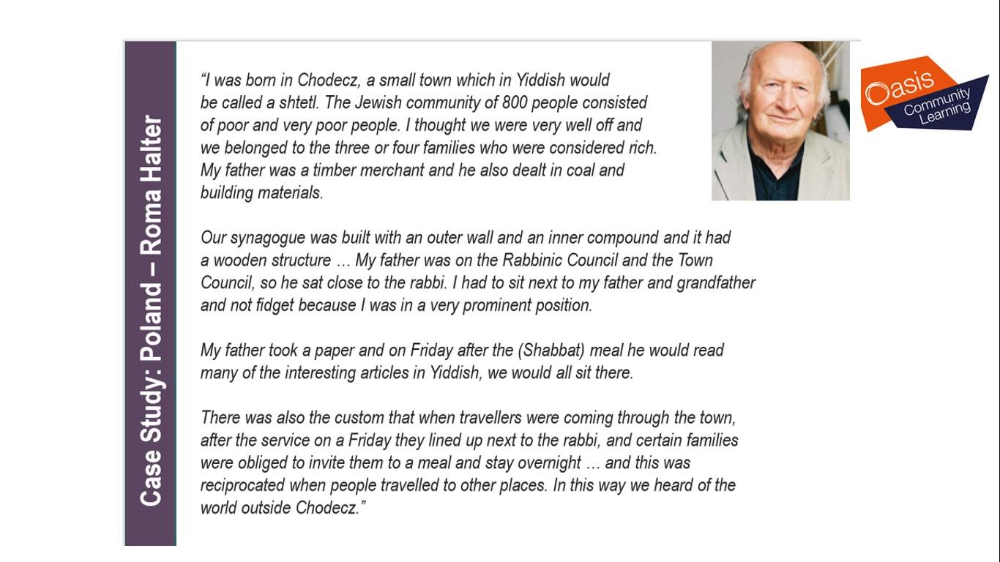 Case Study: Poland – Roma Halter
“I was born in Chodecz, a small town which in Yiddish would
be called a shtetl. The Jewish community of 800 people consisted
of poor and very poor people. I thought we were very well off and
we belonged to the three or four families who were considered rich.
My father was a timber merchant and he also dealt in coal and
building materials.
Our synagogue was built with an outer wall and an inner compound and it had
a wooden structure … My father was on the Rabbinic Council and the Town
Council, so he sat close to the rabbi. I had to sit next to my father and grandfather
and not fidget because I was in a very prominent position.
My father took a paper and on Friday after the (Shabbat) meal he would read
many of the interesting articles in Yiddish, we would all sit there.
There was also the custom that when travellers were coming through the town,
after the service on a Friday they lined up next to the rabbi, and certain families
were obliged to invite them to a meal and stay overnight … and this was
reciprocated when people travelled to other places. In this way we heard of the
world outside Chodecz.”
Oasis
Community
Learning